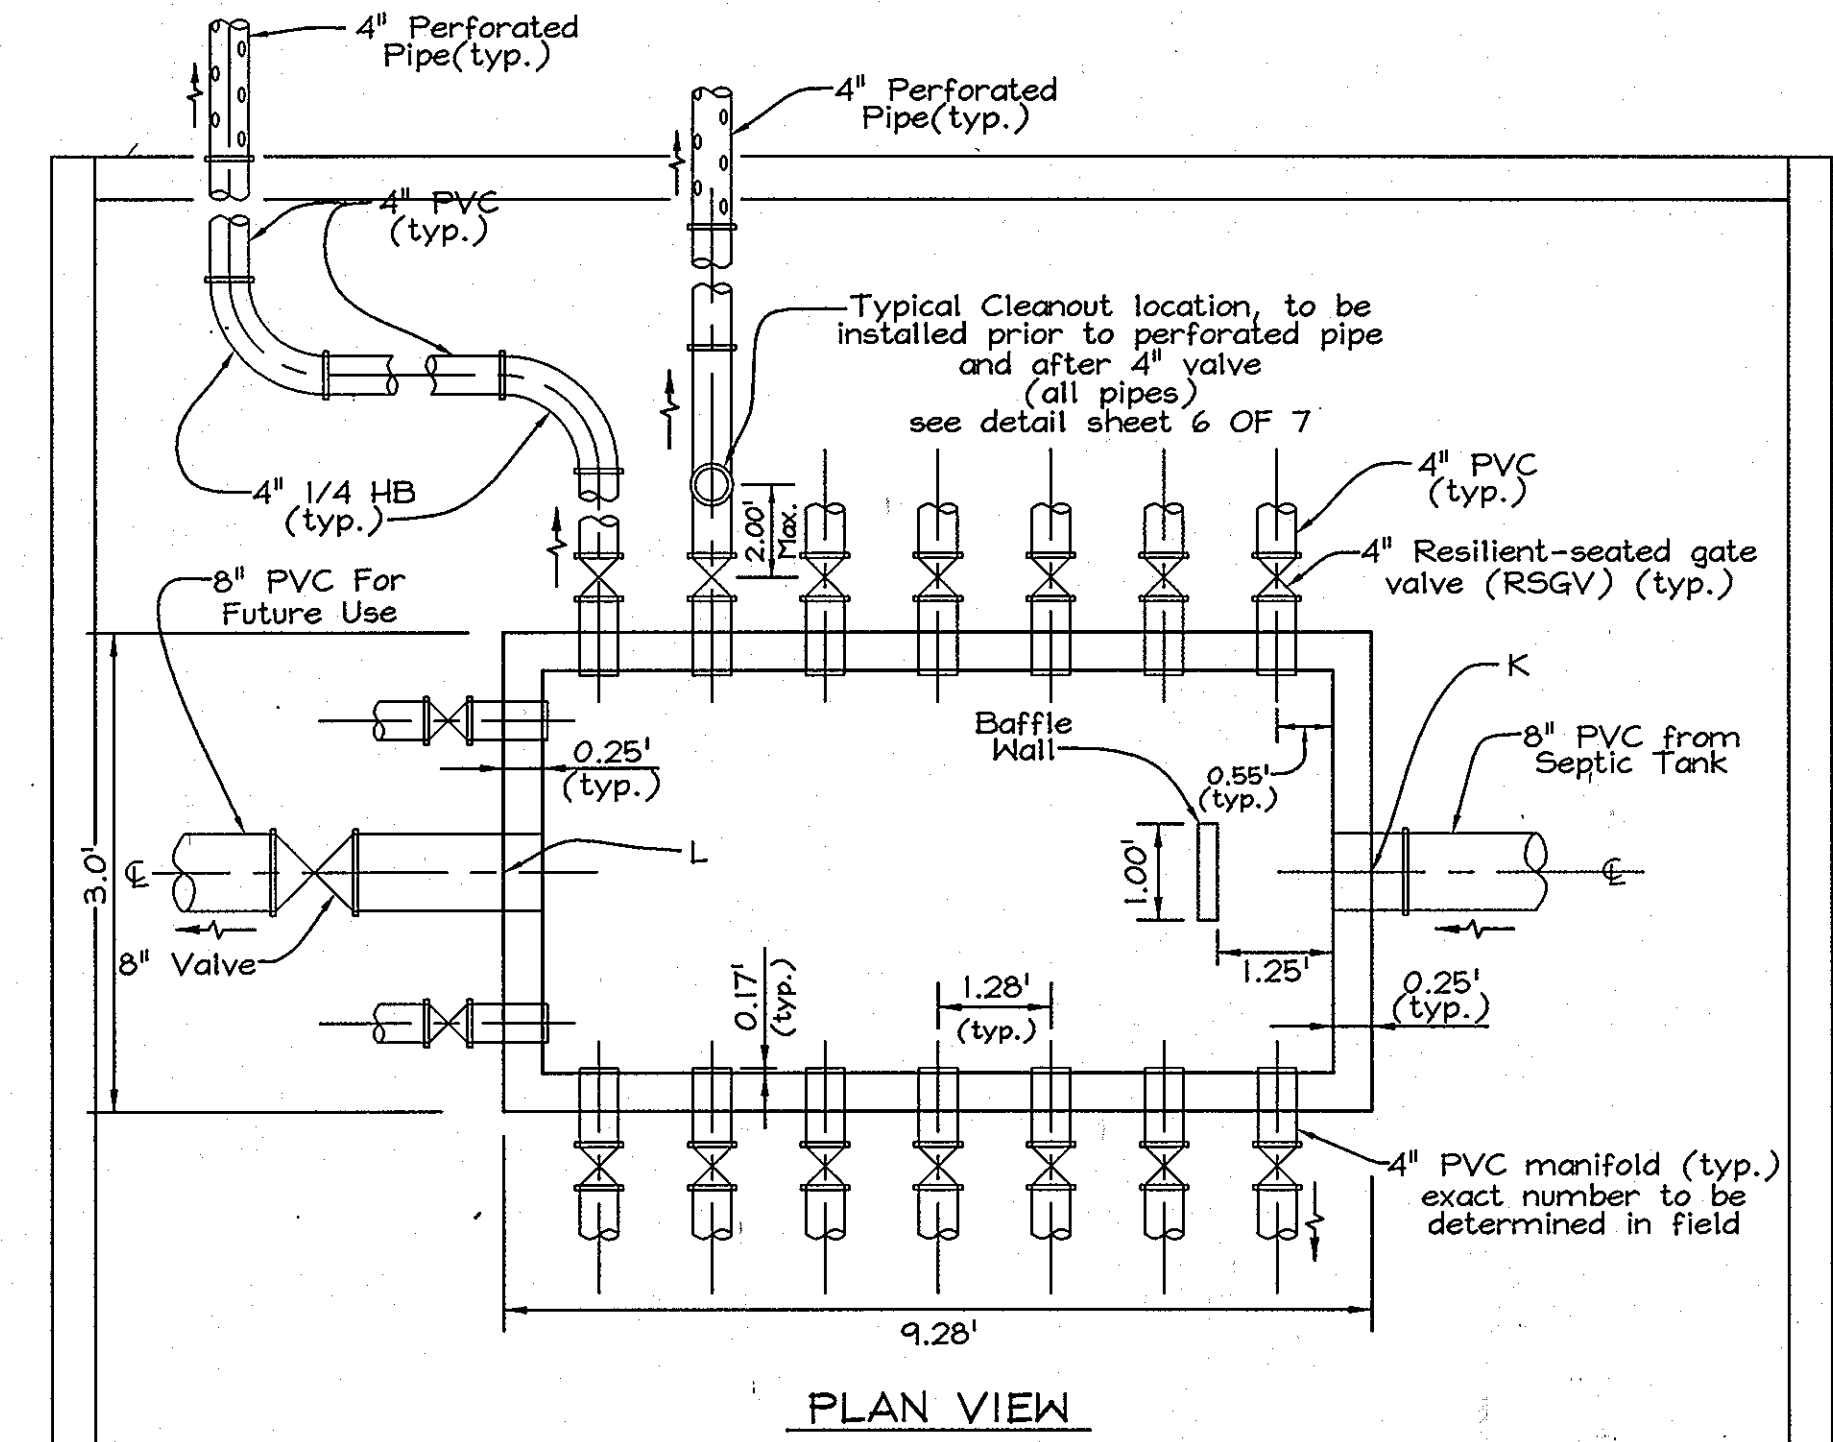 4" Perforated
Pipe(typ.)
4" Perforated
Pipe(typ.)
4" PVC
(typ.)
Typical Cleanout location, to be
installed prior to perforated pipe
and after 4" valve
(all pipes)
see detail sheet 6 OF 7
4" 1/4 HB
(typ.)
2.00'
Max.
4" PVC
(typ.)
4" Resilient-seated gate
valve (RSGV) (typ.)
8" PVC For
Future Use
K
Baffle
Wall
8" PVC from
Septic Tank
0.25'
(typ.)
0.55'
(typ.)
3.0'
CL
L
1.00'
CL
8" Valve
0.17'
(typ.)
1.28'
(typ.)
1.25'
0.25'
(typ.)
4" PVC manifold (typ.)
exact number to be
determined in field
9.28'
PLAN VIEW